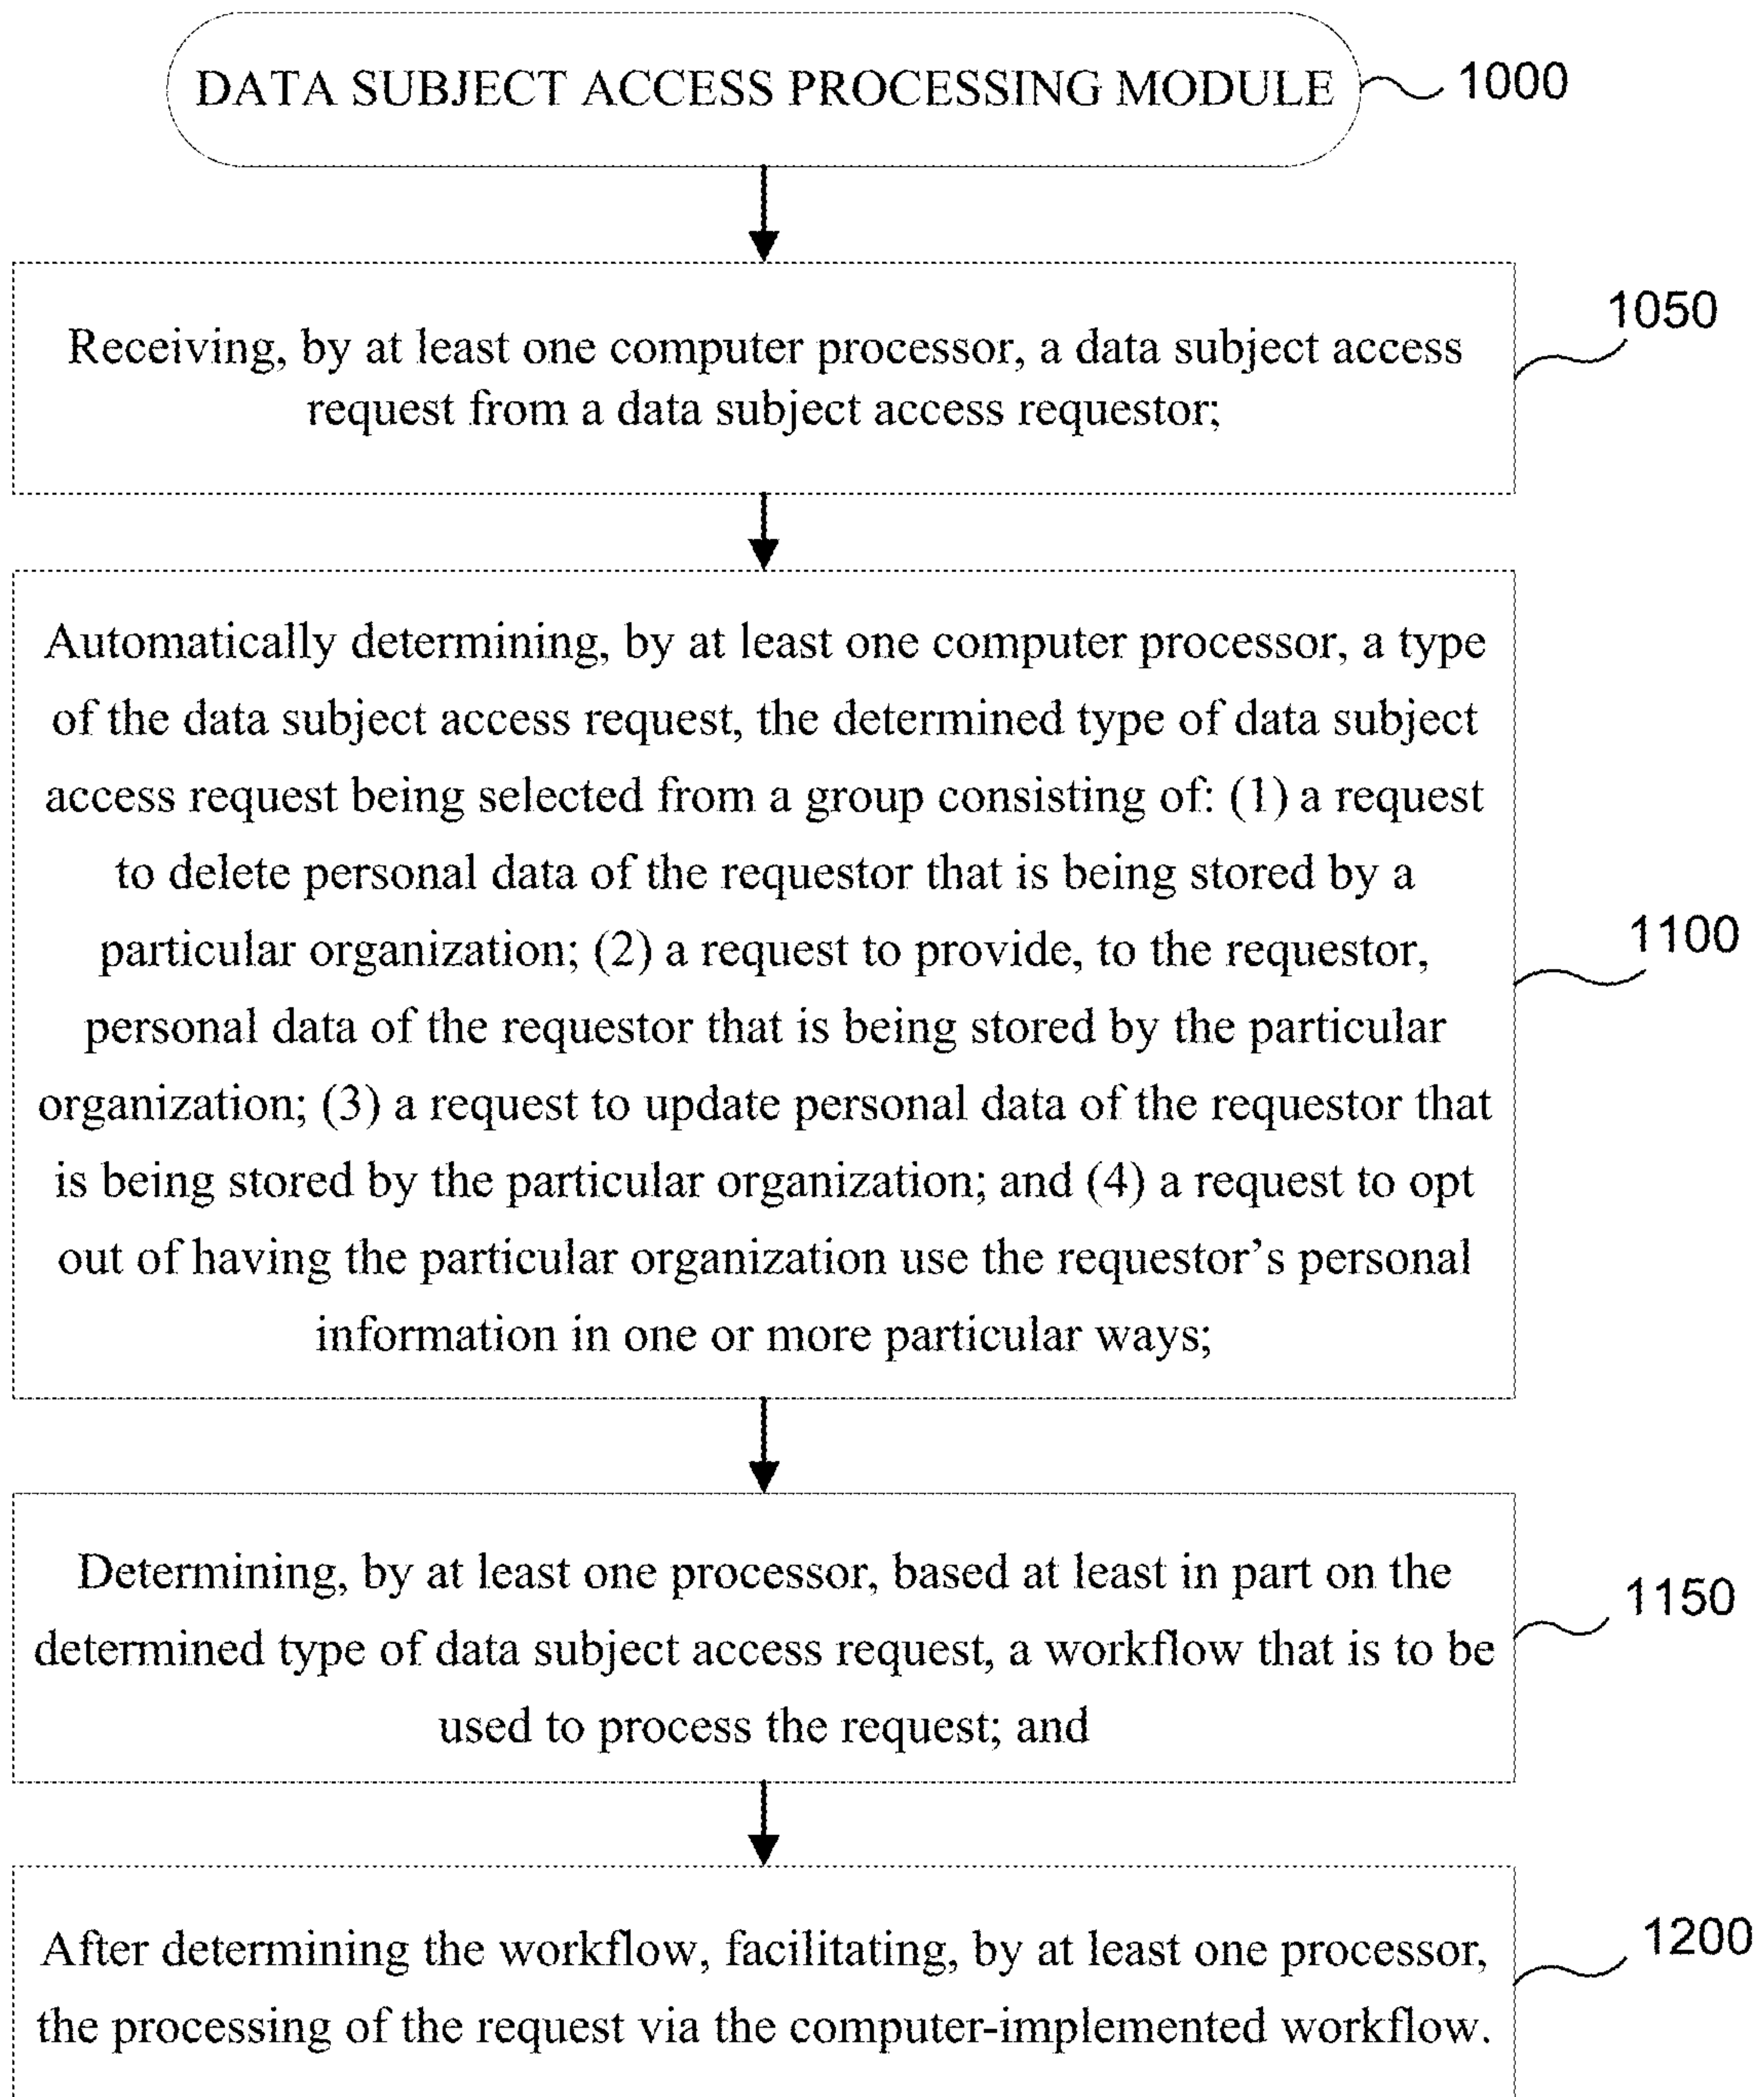 DATA SUBJECT ACCESS PROCESSING MODULE
1000
Receiving, by at least one computer processor, a data subject access
request from a data subject access requestor;
1050
Automatically determining, by at least one computer processor, a type
of the data subject access request, the determined type of data subject
access request being selected from a group consisting of: (1) a request
to delete personal data of the requestor that is being stored by a
particular organization; (2) a request to provide, to the requestor,
personal data of the requestor that is being stored by the particular
organization; (3) a request to update personal data of the requestor that
is being stored by the particular organization; and (4) a request to opt
out of having the particular organization use the requestor’s personal
information in one or more particular ways;
1100
Determining, by at least one processor, based at least in part on the
determined type of data subject access request, a workflow that is to be
used to process the request; and
1150
After determining the workflow, facilitating, by at least one processor,
the processing of the request via the computer-implemented workflow.
1200